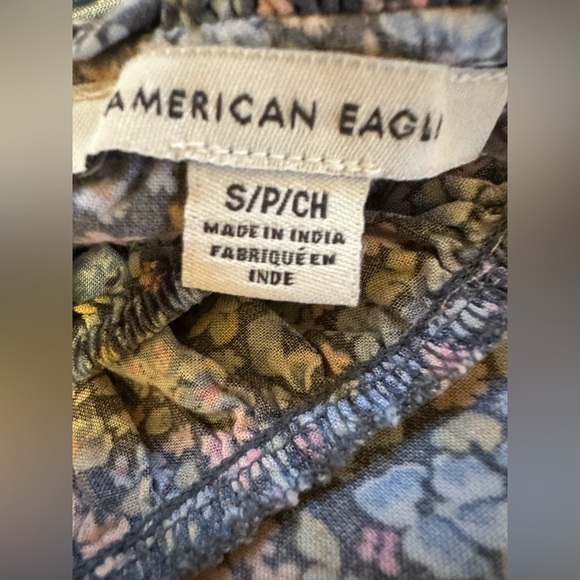 AMERICAN EAGL
S/P/CH
MADE IN INDIA
FABRIQUÉ EN
INDE